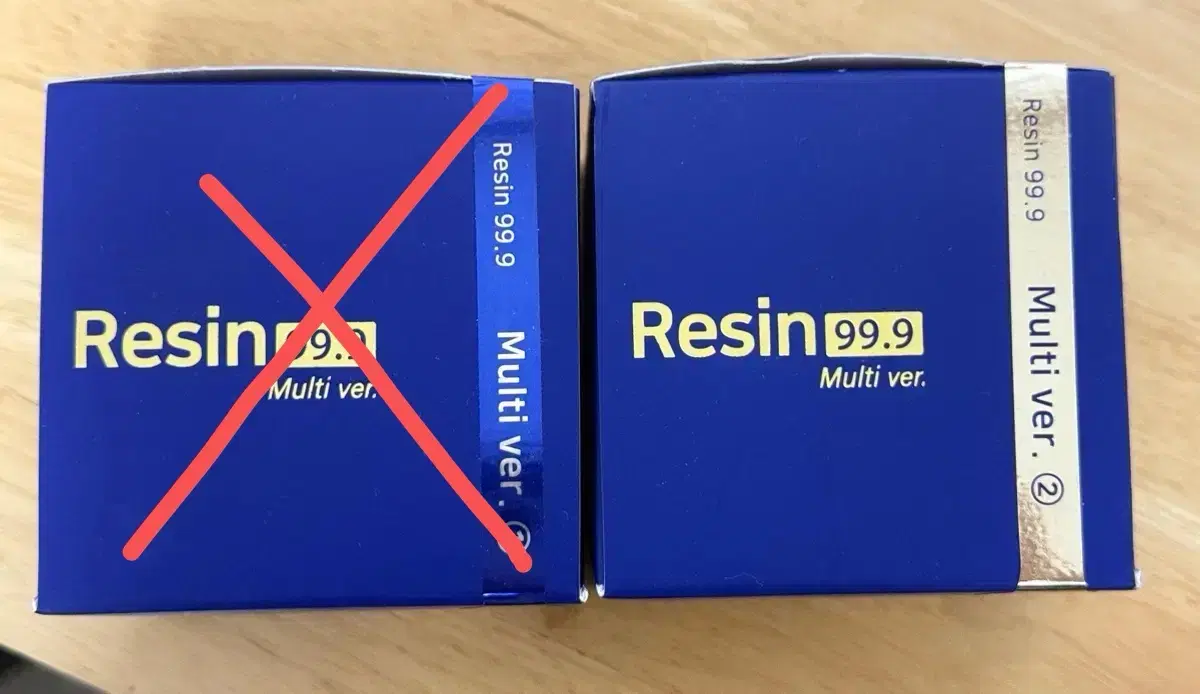 Resin 99.9
Multi ver.
Resin 99.9
Multi ver.
Resin 99.9
Multi ver.
Resin 99.9
Multi ver. ②